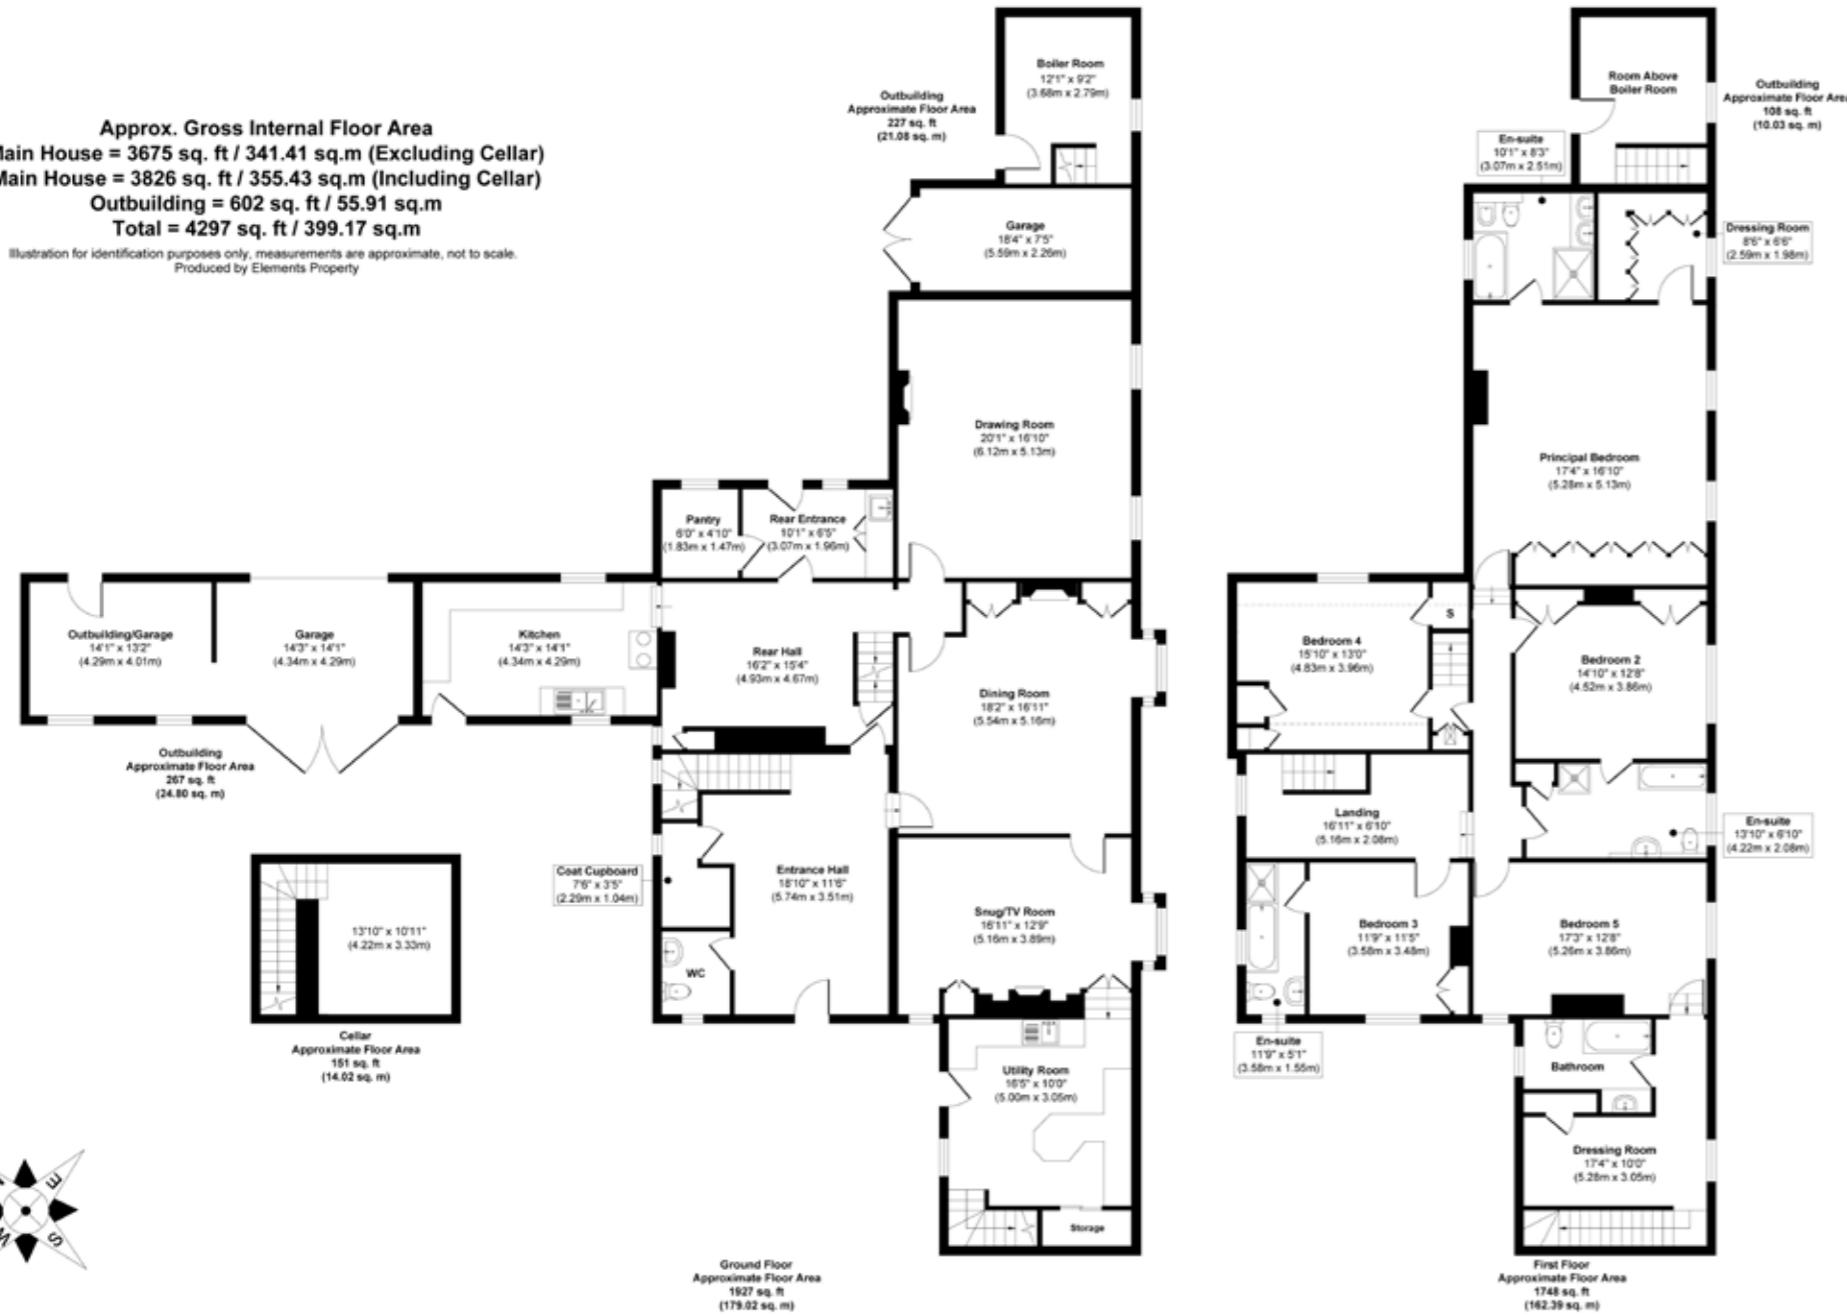 Approx. Gross Internal Floor Area
Main House = 3675 sq. ft / 341.41 sq.m (Excluding Cellar)
Main House = 3826 sq. ft / 355.43 sq.m (Including Cellar)
Outbuilding = 602 sq. ft / 55.91 sq.m
Total = 4297 sq. ft / 399.17 sq.m
Illustration for identification purposes only, measurements are approximate, not to scale.
Produced by Elements Property
Outbuilding
Approximate Floor Area
227 sq. ft
(21.08 sq. m)
Boiler Room
12'1" x 9'2"
(3.68m x 2.79m)
Garage
18'4" x 7'5"
(5.59m x 2.26m)
Drawing Room
20'1" x 16'10"
(6.12m x 5.13m)
Pantry
6'0" x 4'10"
(1.83m x 1.47m)
Rear Entrance
10'1" x 6'5"
(3.07m x 1.96m)
Outbuilding/Garage
14'1" x 13'2"
(4.29m x 4.01m)
Garage
14'3" x 14'1"
(4.34m x 4.29m)
Kitchen
14'3" x 14'1"
(4.34m x 4.29m)
Rear Hall
16'2" x 15'4"
(4.93m x 4.67m)
Dining Room
18'2" x 16'11"
(5.54m x 5.16m)
Outbuilding
Approximate Floor Area
267 sq. ft
(24.80 sq. m)
Coat Cupboard
7'6" x 3'5"
(2.29m x 1.04m)
Entrance Hall
18'10" x 11'6"
(5.74m x 3.51m)
Snug/TV Room
16'11" x 12'9"
(5.16m x 3.89m)
WC
13'10" x 10'11"
(4.22m x 3.33m)
Cellar
Approximate Floor Area
151 sq. ft
(14.02 sq. m)
Utility Room
16'5" x 10'0"
(5.00m x 3.05m)
Storage
Ground Floor
Approximate Floor Area
1927 sq. ft
(179.02 sq. m)
Room Above
Boiler Room
Outbuilding
Approximate Floor Area
108 sq. ft
(10.03 sq. m)
En-suite
10'1" x 8'3"
(3.07m x 2.51m)
Dressing Room
8'6" x 6'6"
(2.59m x 1.98m)
Principal Bedroom
17'4" x 16'10"
(5.28m x 5.13m)
S
Bedroom 4
15'10" x 13'0"
(4.83m x 3.96m)
Bedroom 2
14'10" x 12'8"
(4.52m x 3.86m)
Landing
16'11" x 6'10"
(5.16m x 2.08m)
En-suite
13'10" x 6'10"
(4.22m x 2.08m)
Bedroom 3
11'9" x 11'5"
(3.58m x 3.48m)
Bedroom 5
17'3" x 12'8"
(5.26m x 3.86m)
En-suite
11'9" x 5'1"
(3.58m x 1.55m)
Bathroom
Dressing Room
17'4" x 10'0"
(5.28m x 3.05m)
First Floor
Approximate Floor Area
1748 sq. ft
(162.39 sq. m)
E
S
W